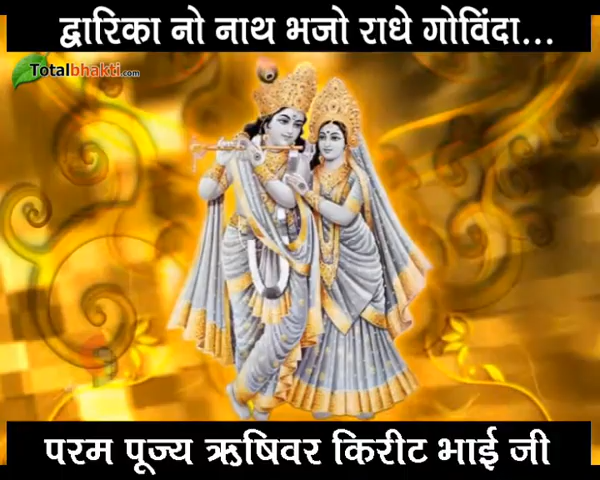 द्वारिका नो नाथ भजो राधे गोविंदा...
Totalbhakti.com
परम पूज्य ऋषिवर किरीट भाई जी